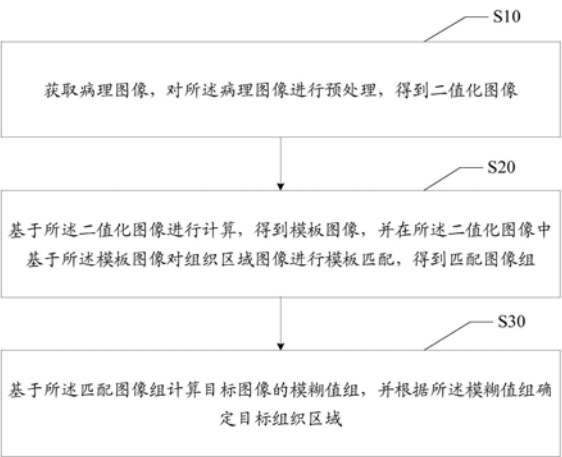 S10
获取病理图像，对所述病理图像进行预处理，得到二值化图像
S20
基于所述二值化图像进行计算，得到模板图像，并在所述二值化图像中
基于所述模板图像对组织区域图像进行模板匹配，得到匹配图像组
S30
基于所述匹配图像组计算目标图像的模糊值组，并根据所述模糊值组确
定目标组织区域